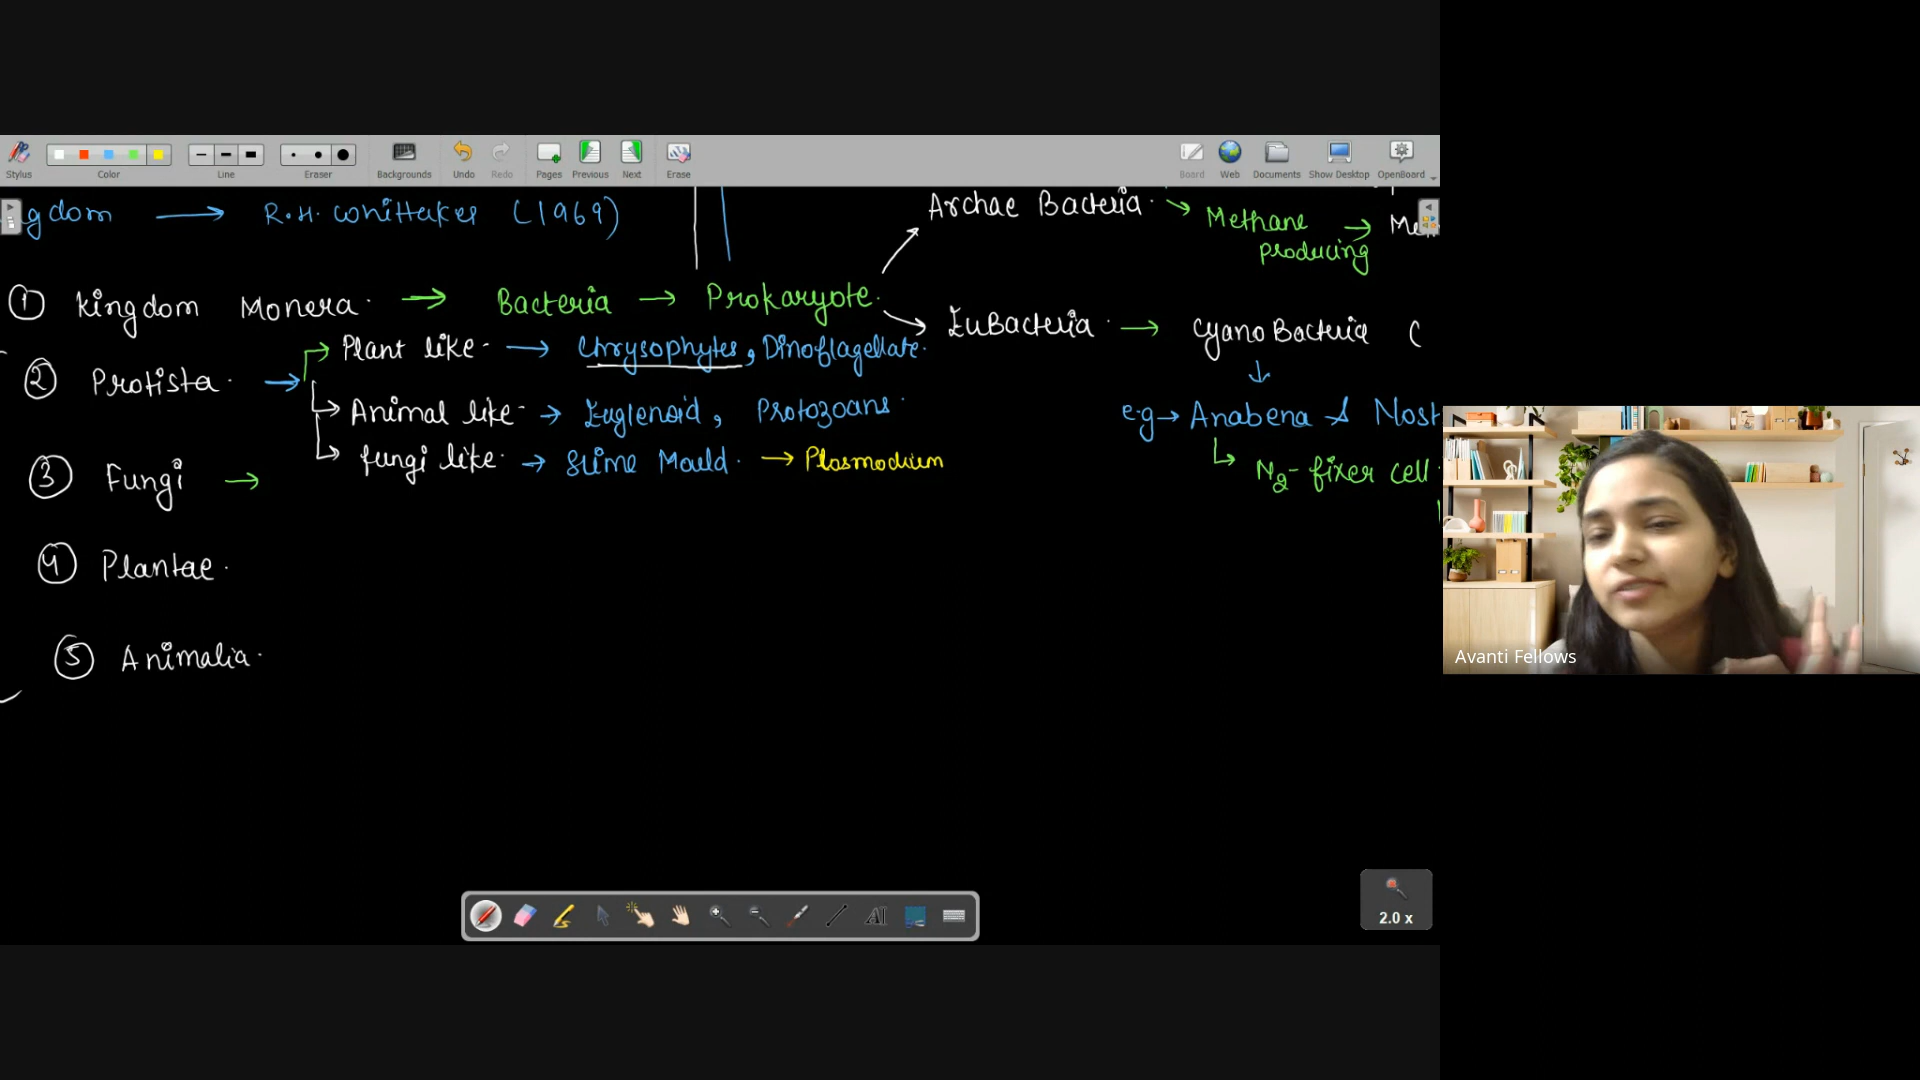 Stylus Color Line Eraser Backgrounds Undo Redo Pages Previous Next Erase Board Web Documents Show Desktop OpenBoard
gdom → R.H. Whittaker (1969)
Archae Bacteria. → Methane producing →
① Kingdom Monera. → Bacteria → Prokaryote.
EuBacteria. → Cyano Bacteria (
② Protista. → Plant like - → Chrysophytes, Dinoflagellate.
Animal like - → Euglenoid, Protozoans.
fungi like. → Slime Mould. → Plasmodium
e.g → Anabena & Nost
N2- fixer cell
③ Fungi →
④ Plantae.
⑤ Animalia.
Avanti Fellows
2.0 x